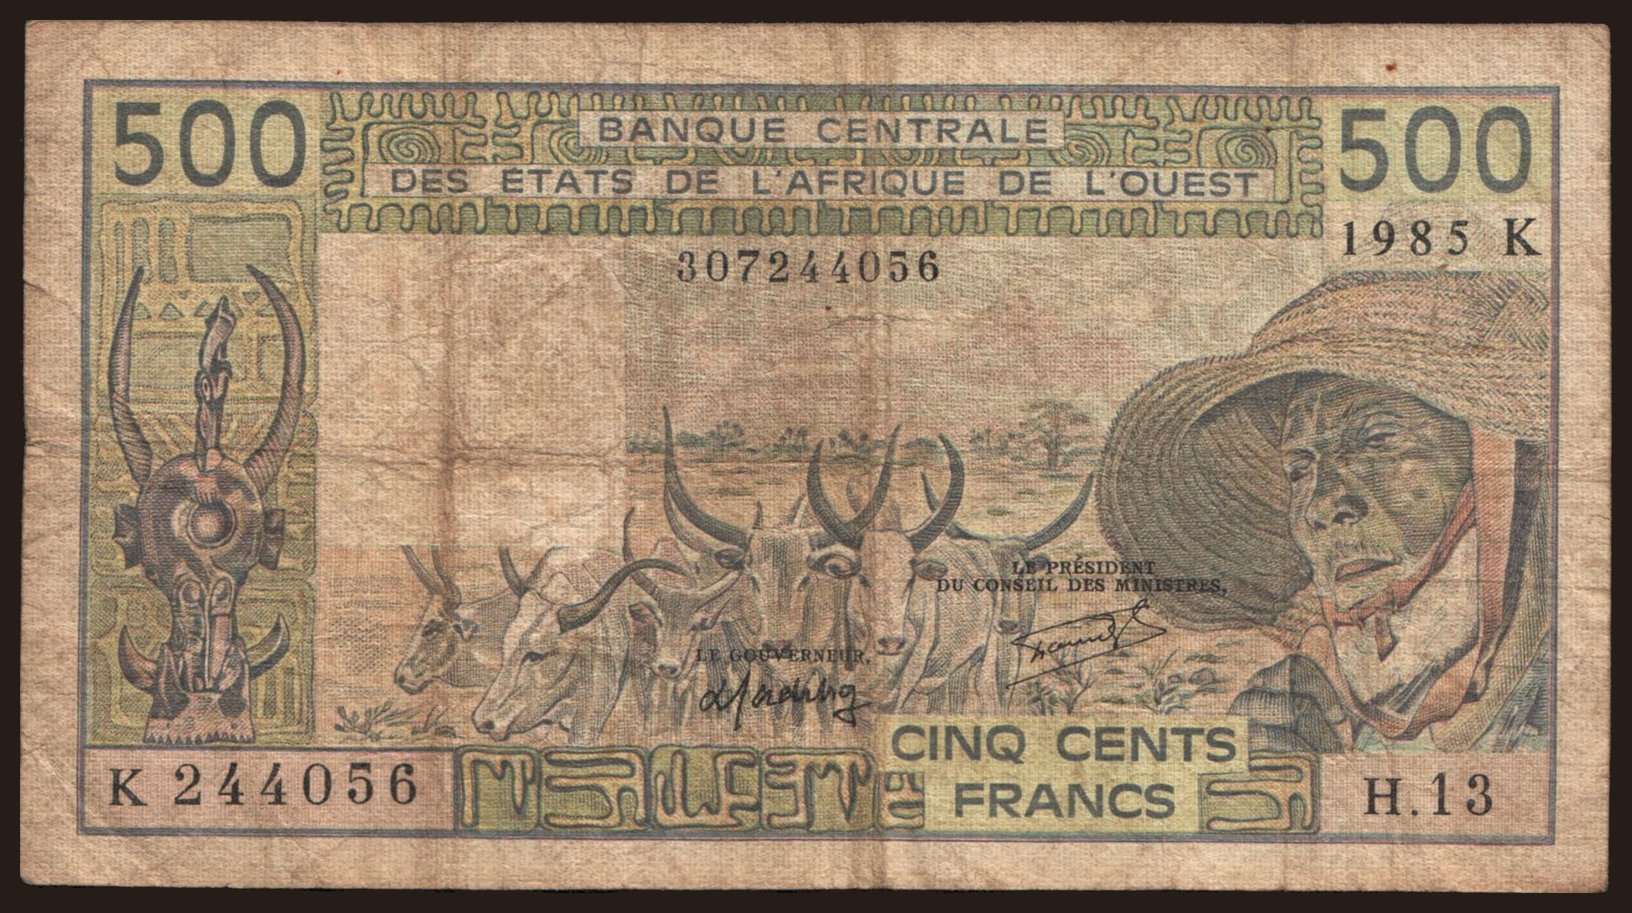 500
BANQUE CENTRALE
500
DES ÉTATS DE L'AFRIQUE DE L'OUEST
1985 K
307244056
LE PRÉSIDENT
DU CONSEIL DES MINISTRES,
LE GOUVERNEUR,
CINQ CENTS
FRANCS
K 244056
H.13